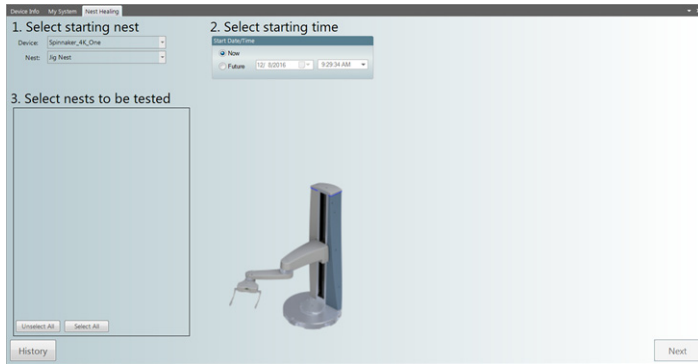 Device Info My System Nest Healing
1. Select starting nest
Device: Spinnaker_4K_One
Nest: Jig Nest
2. Select starting time
Start Date/Time
Now
Future 12/ 8/2016 9:29:34 AM
3. Select nests to be tested
Unselect All Select All
History
Next